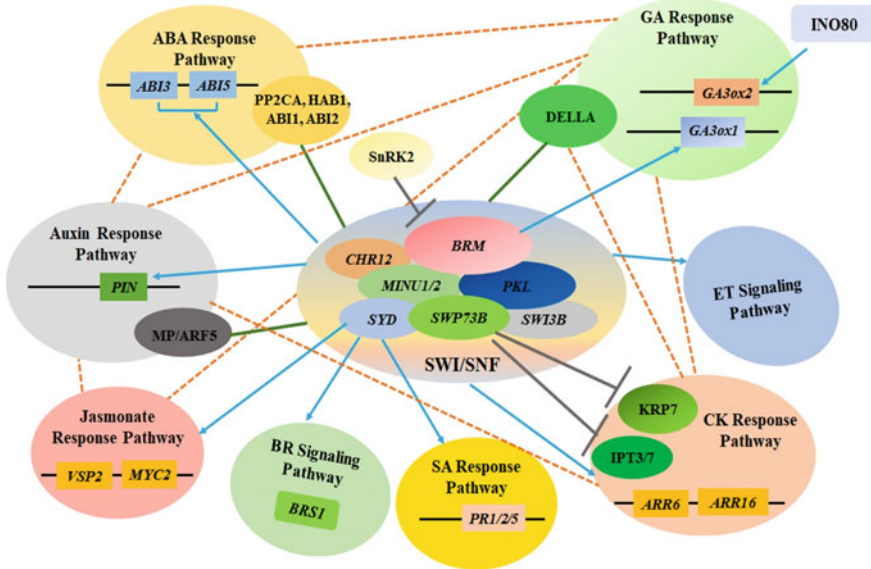 ABA Response
Pathway
ABI3
ABI5
PP2CA, HAB1,
ABI1, ABI2
GA Response
Pathway
GA3ox2
GA3ox1
INO80
DELLA
SnRK2
Auxin Response
Pathway
PIN
MP/ARF5
BRM
CHR12
MINU1/2
PKL
SYD
SWP73B
SWI3B
SWI/SNF
ET Signaling
Pathway
Jasmonate
Response Pathway
VSP2
MYC2
BR Signaling
Pathway
BRS1
SA Response
Pathway
PR1/2/5
KRP7
CK Response
Pathway
IPT3/7
ARR6
ARR16